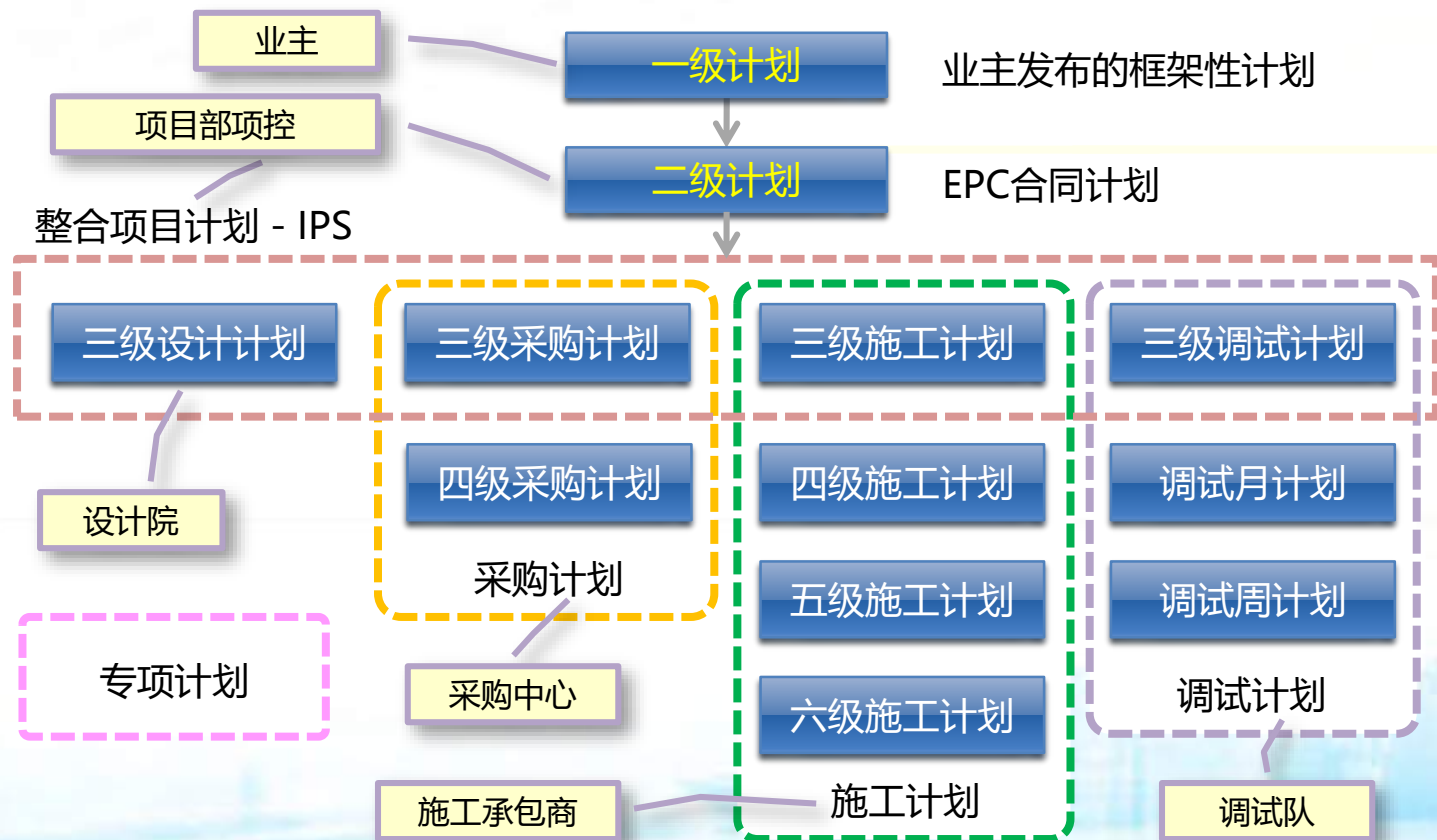 业主
一级计划
业主发布的框架性计划
项目部项控
二级计划
EPC合同计划
整合项目计划 - IPS
三级设计计划
三级采购计划
三级施工计划
三级调试计划
四级采购计划
四级施工计划
调试月计划
设计院
采购计划
五级施工计划
调试周计划
专项计划
采购中心
六级施工计划
调试计划
施工承包商
施工计划
调试队